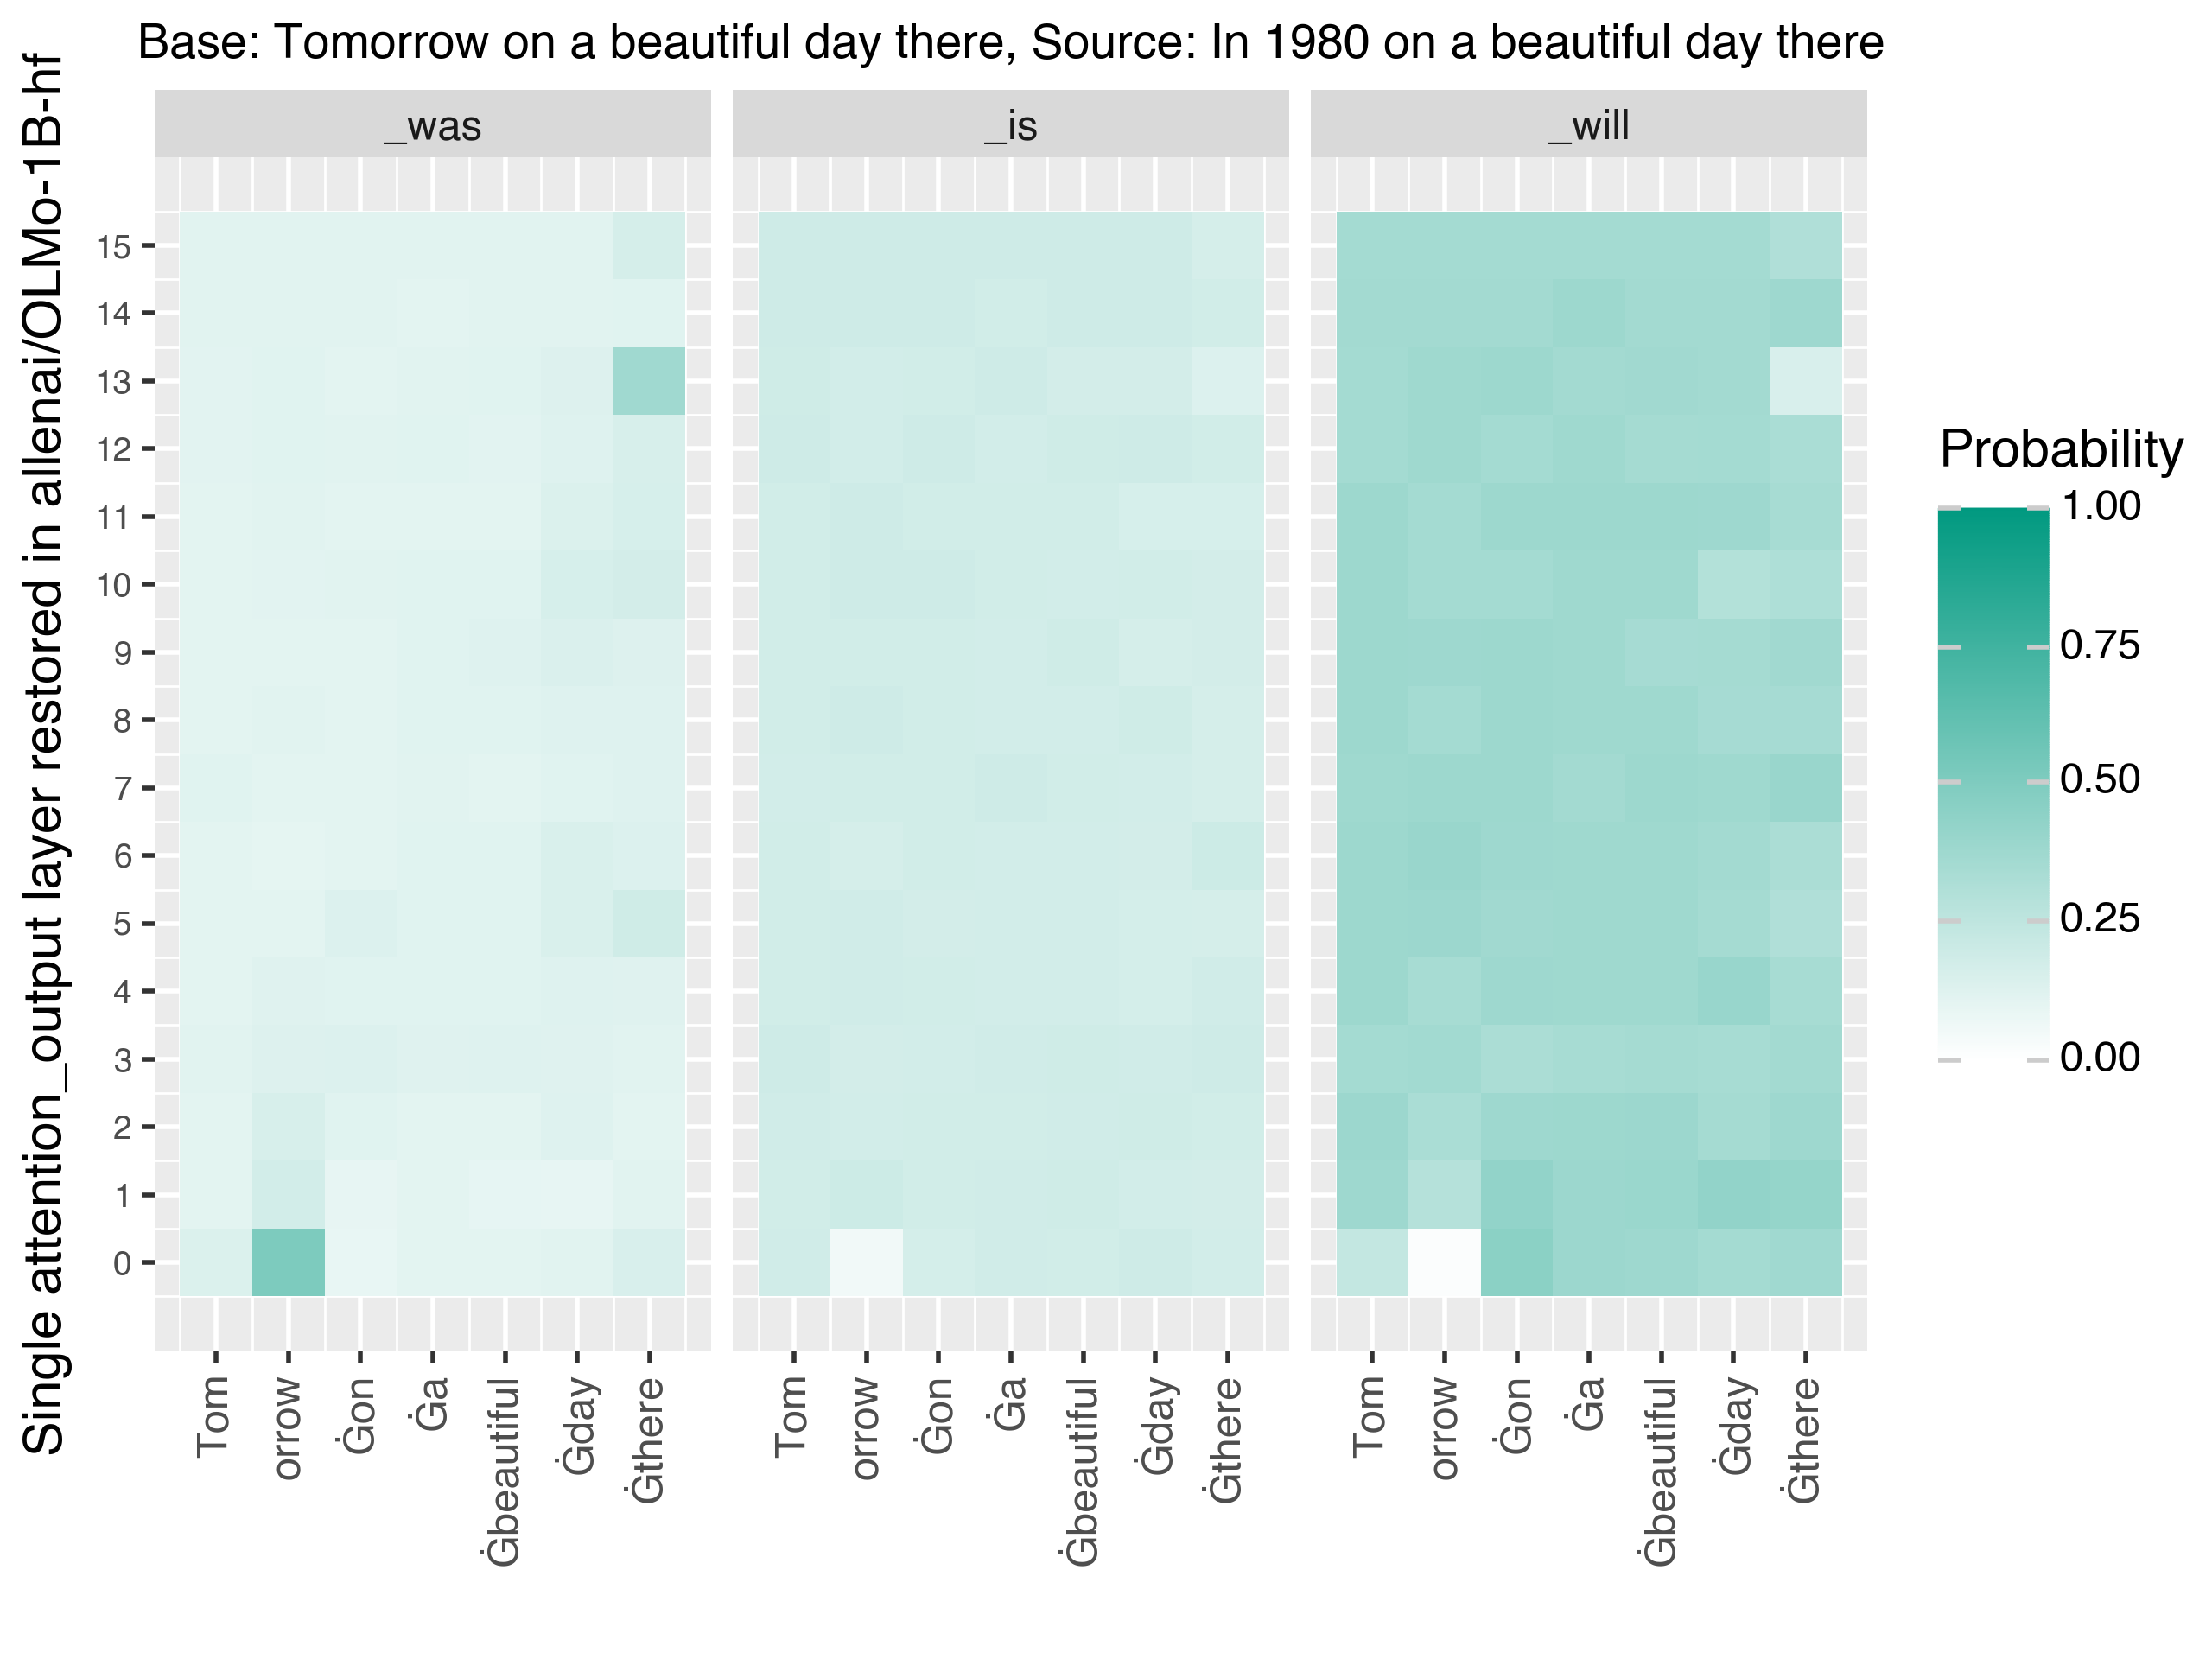 Base: Tomorrow on a beautiful day there, Source: In 1980 on a beautiful day there
Single attention_output layer restored in allenai/OLMo-1B-hf
_was
_is
_will
15
14
13
12
11
10
9
8
7
6
5
4
3
2
1
0
Tom
orrow
Ġon
Ġa
Ġbeautiful
Ġday
Ġthere
Tom
orrow
Ġon
Ġa
Ġbeautiful
Ġday
Ġthere
Tom
orrow
Ġon
Ġa
Ġbeautiful
Ġday
Ġthere
Probability
1.00
0.75
0.50
0.25
0.00